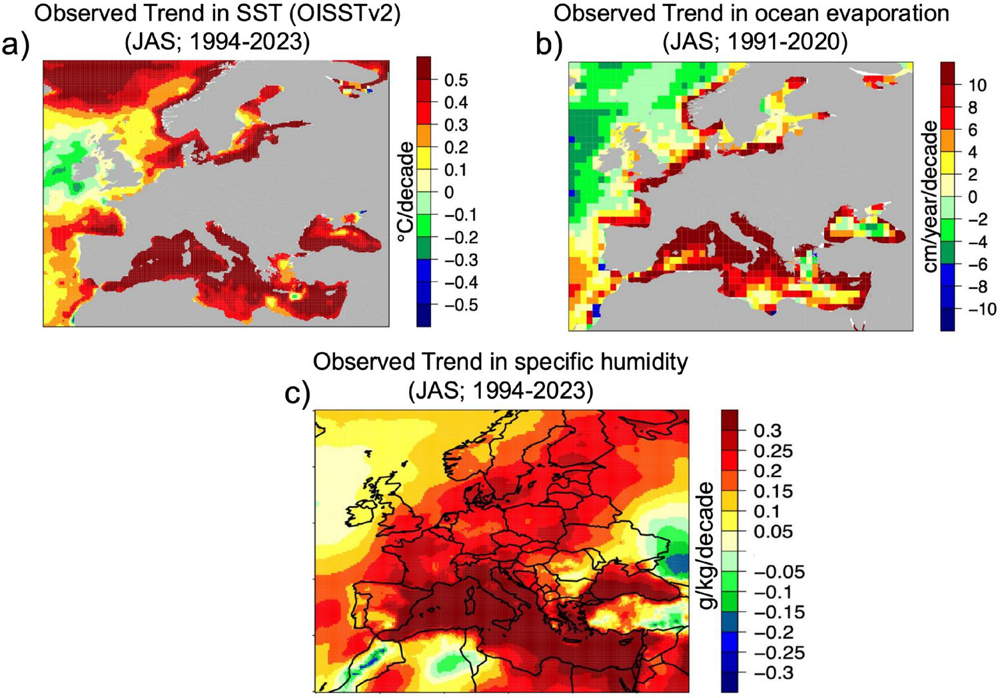 Observed Trend in SST (OISSTv2)
(JAS; 1994-2023)
a)
0.5
0.4
0.3
0.2
0.1
0
−0.1
−0.2
−0.3
−0.4
−0.5
°C/decade
Observed Trend in ocean evaporation
(JAS; 1991-2020)
b)
10
8
6
4
2
0
−2
−4
−6
−8
−10
cm/year/decade
Observed Trend in specific humidity
(JAS; 1994-2023)
c)
0.3
0.25
0.2
0.15
0.1
0.05
−0.05
−0.1
−0.15
−0.2
−0.25
−0.3
g/kg/decade